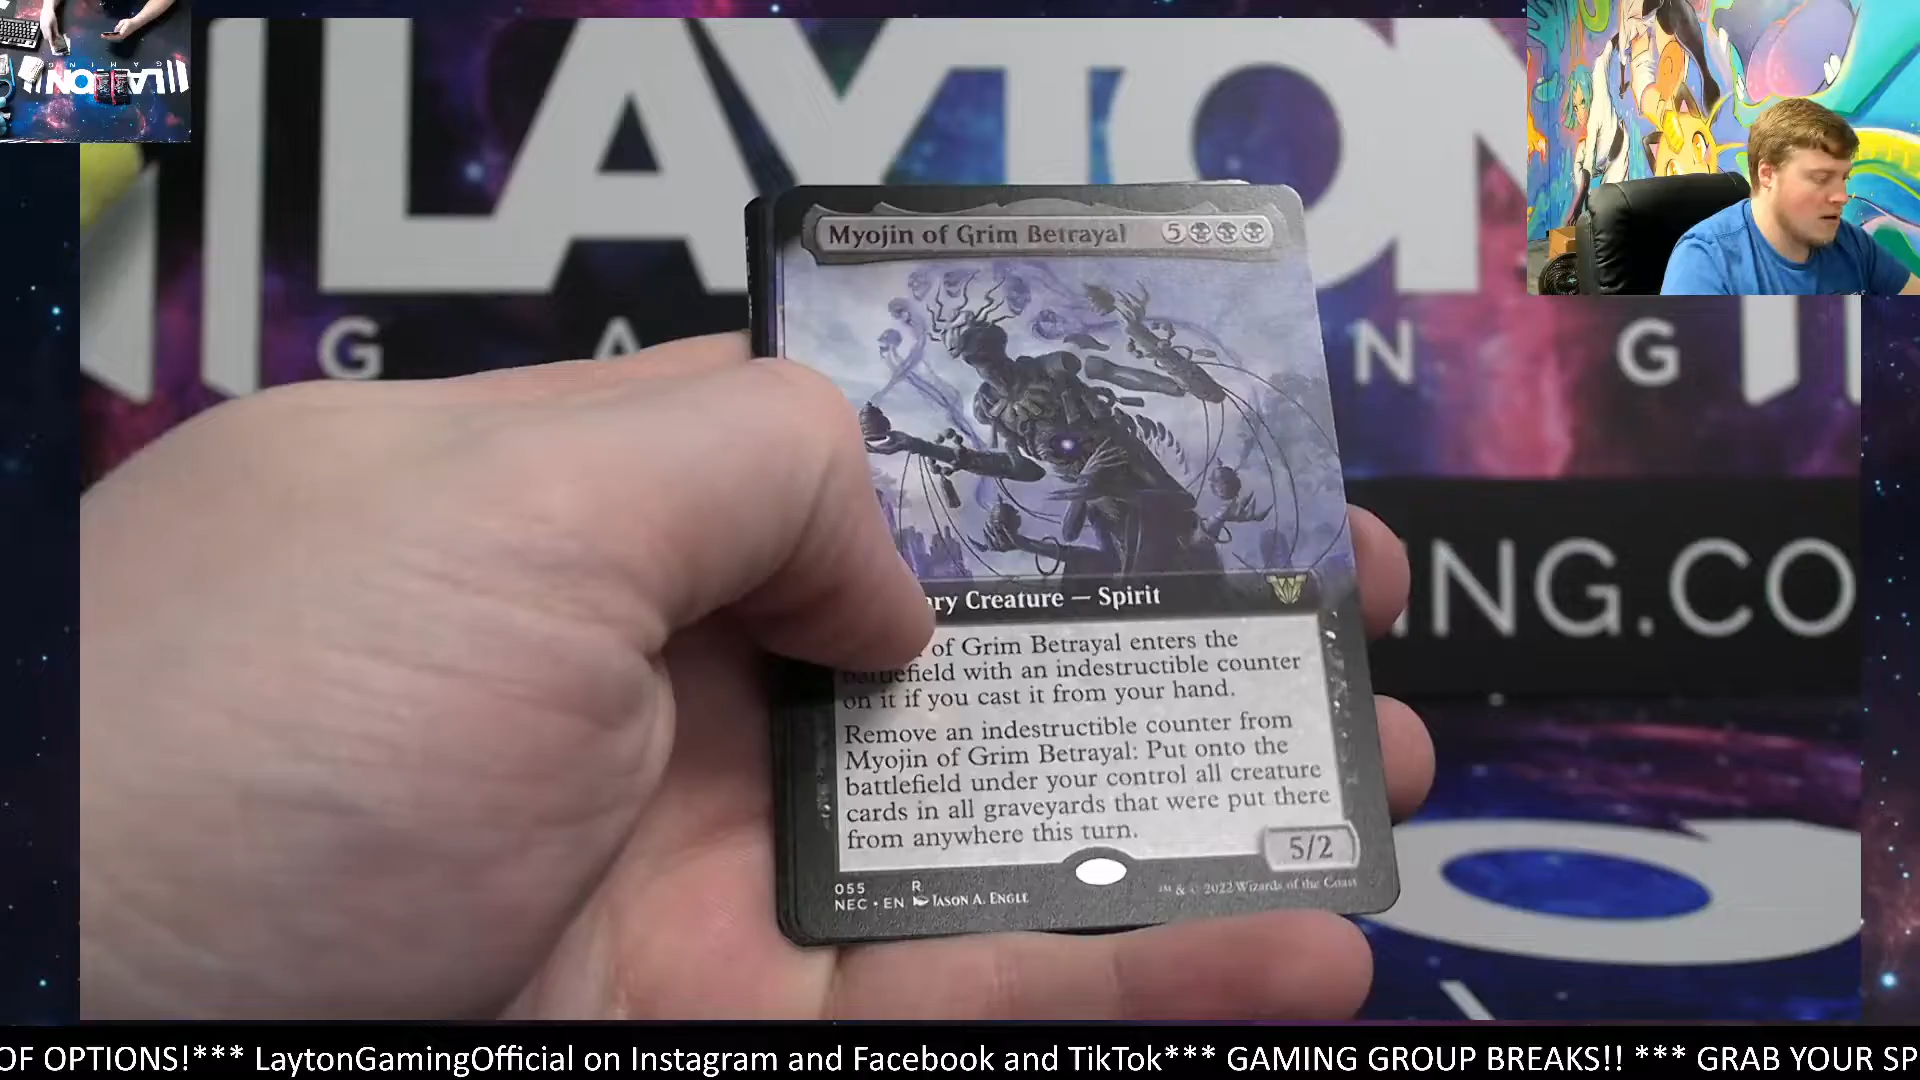 LAYTON
G A N G
NING.CO
Myojin of Grim Betrayal 5
ary Creature — Spirit
of Grim Betrayal enters the
battlefield with an indestructible counter
on it if you cast it from your hand.
Remove an indestructible counter from
Myojin of Grim Betrayal: Put onto the
battlefield under your control all creature
cards in all graveyards that were put there
from anywhere this turn.
5/2
055 R
NEC • EN JASON A. ENGLE
™ & © 2022 Wizards of the Coast
OF OPTIONS!*** LaytonGamingOfficial on Instagram and Facebook and TikTok*** GAMING GROUP BREAKS!! *** GRAB YOUR SP